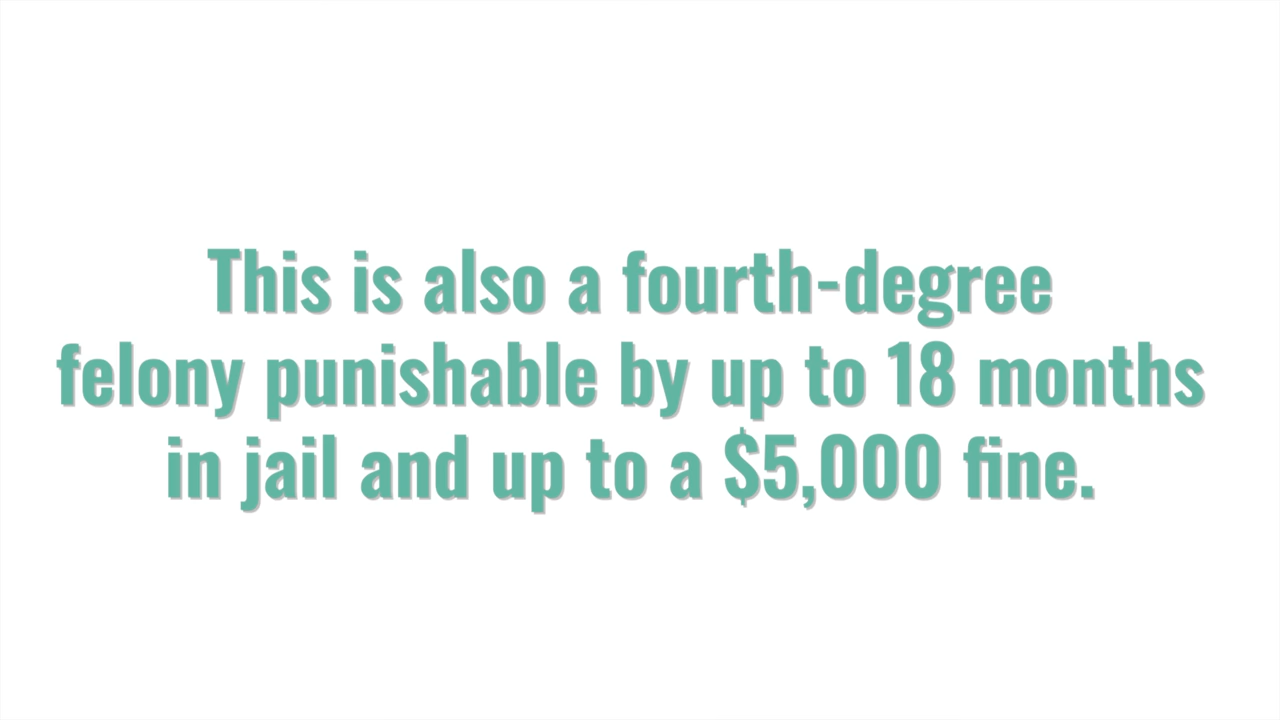 This is also a fourth-degree
felony punishable by up to 18 months
in jail and up to a $5,000 fine.